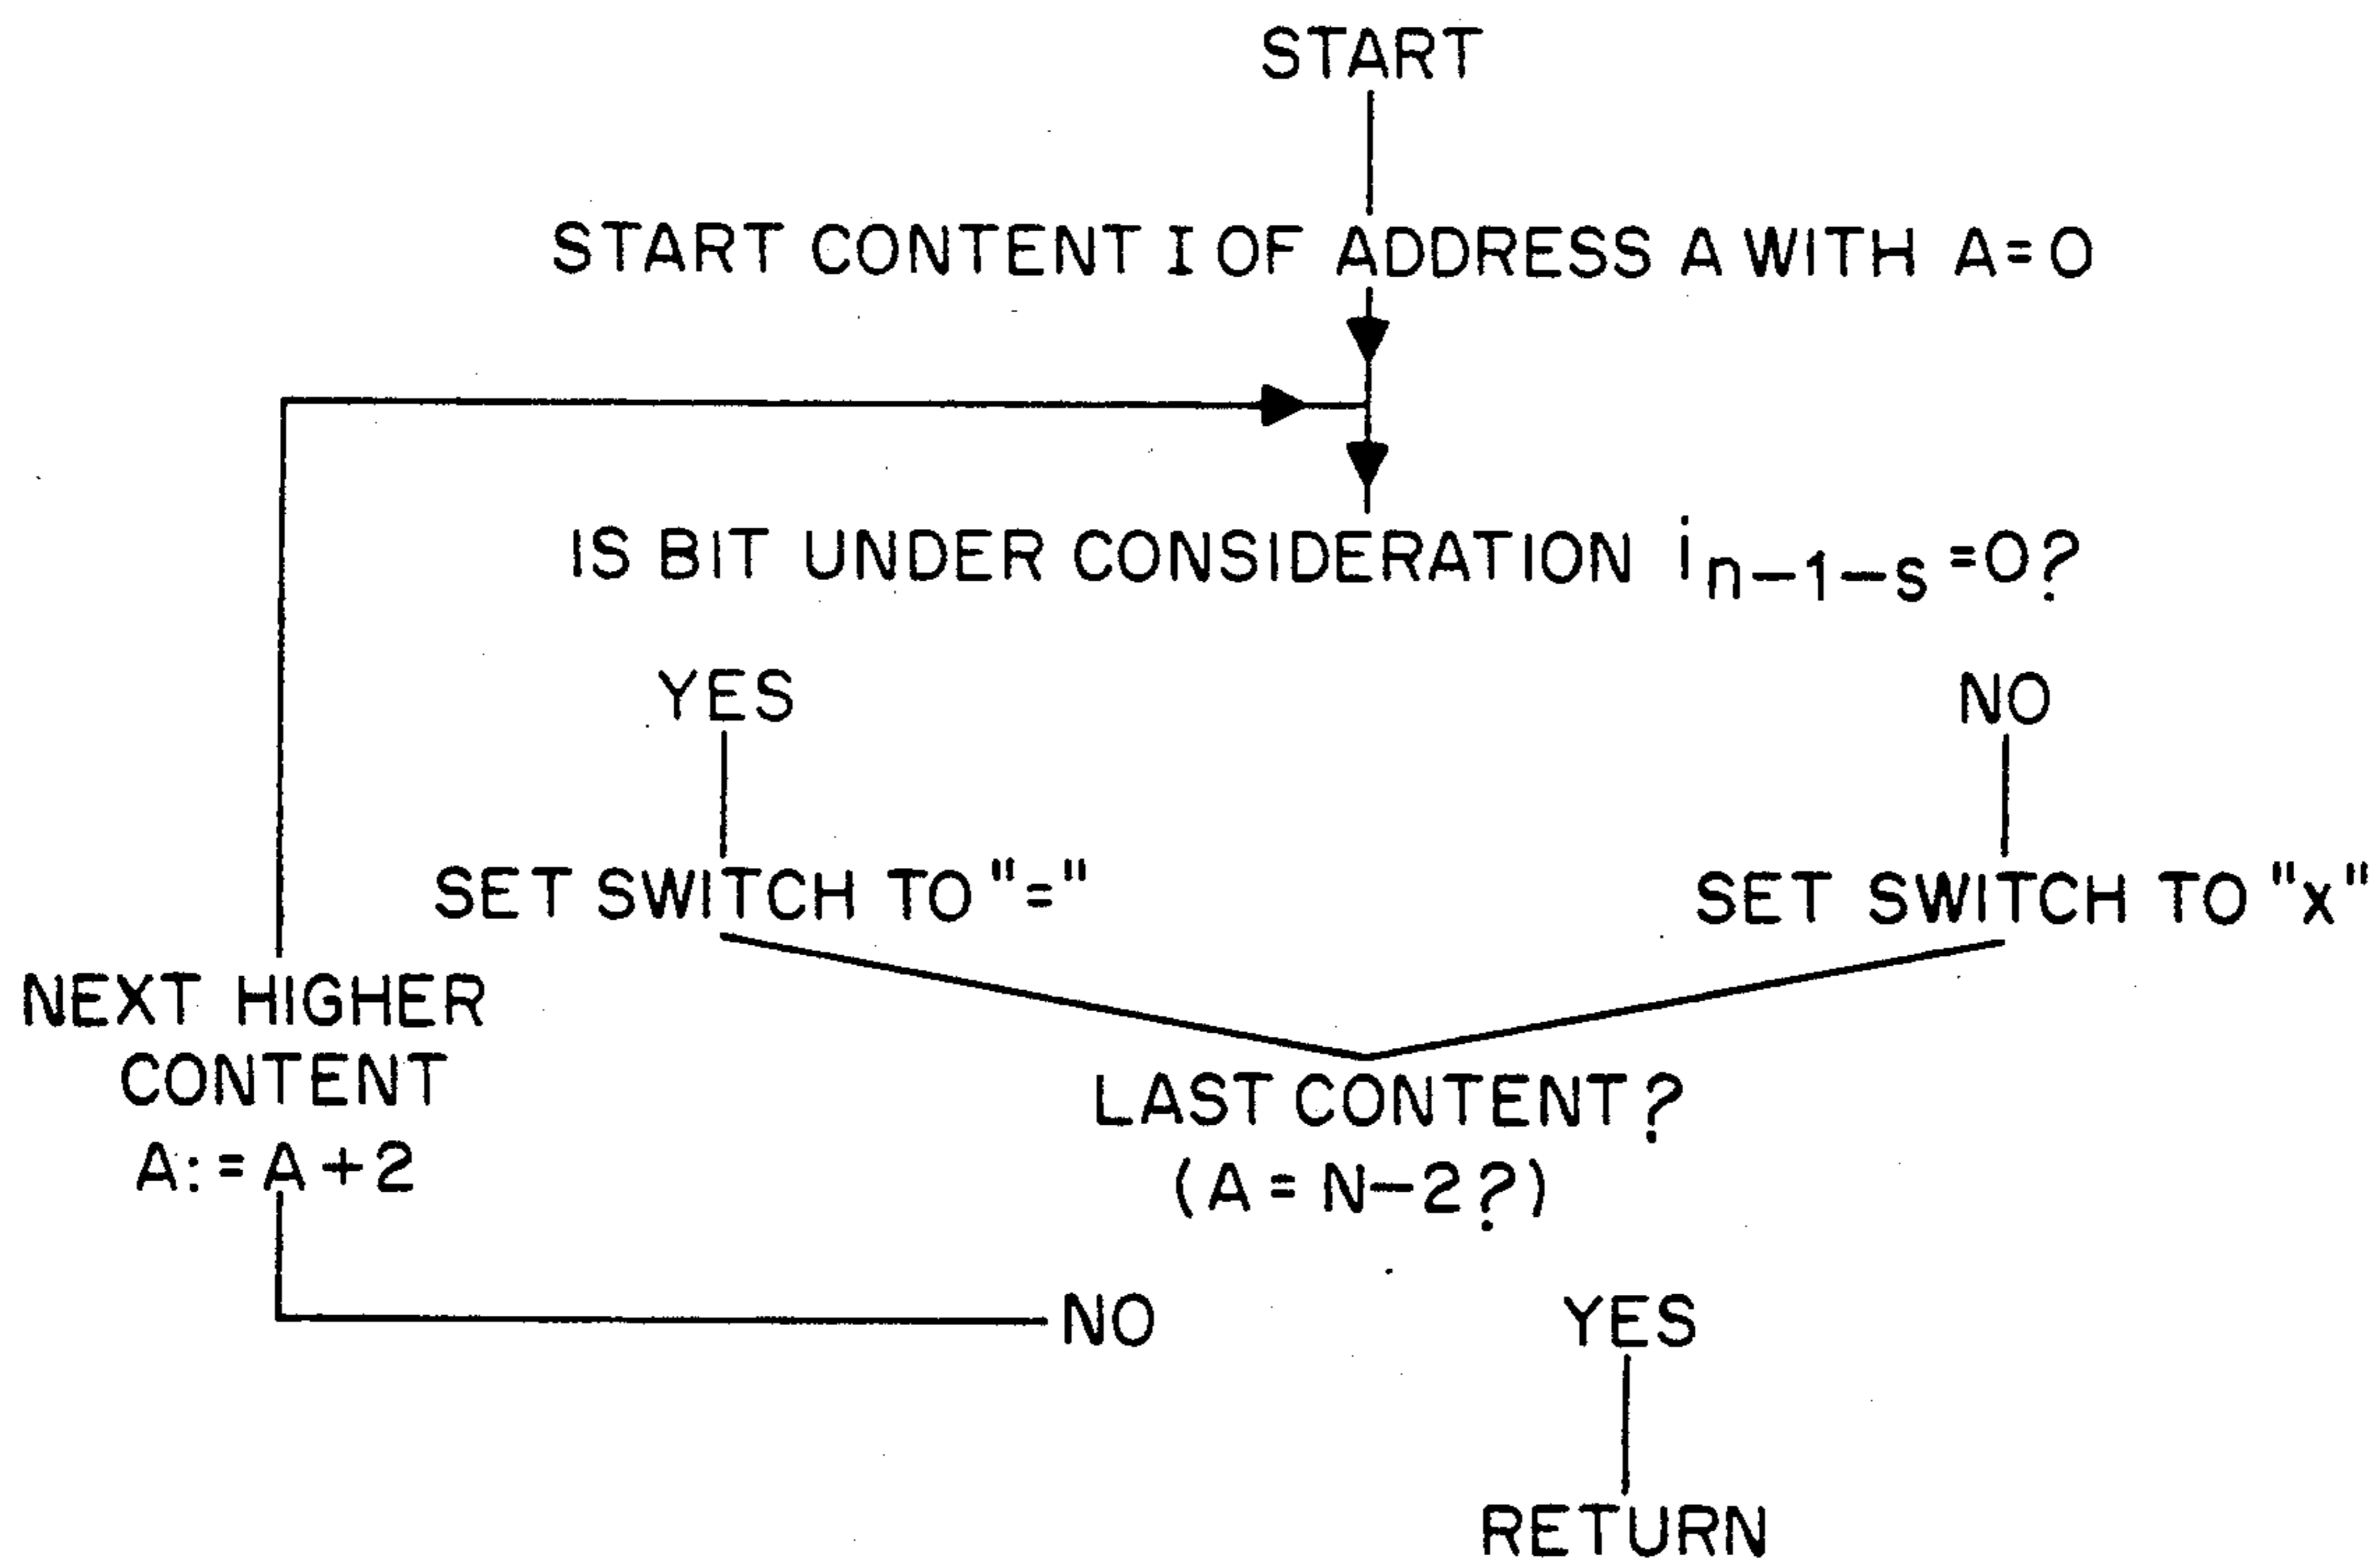 START
START CONTENT I OF ADDRESS A WITH A=0
IS BIT UNDER CONSIDERATION i n-1-s =0?
YES
NO
SET SWITCH TO "="
SET SWITCH TO "x"
NEXT HIGHER
CONTENT
A:=A+2
LAST CONTENT?
(A=N-2?)
NO
YES
RETURN